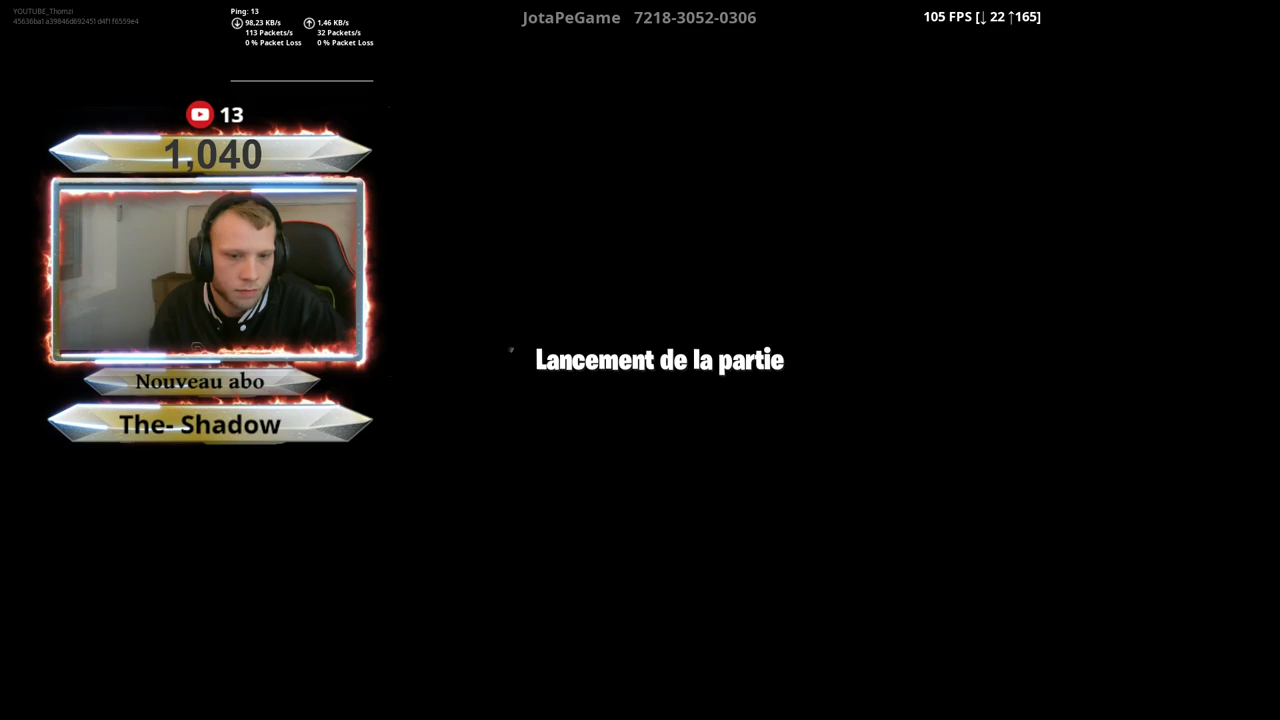 YOUTUBE_Thomzi
45636ba1a39846d692451d4f1f6559e4
Ping: 13
98,23 KB/s 1,46 KB/s
113 Packets/s 32 Packets/s
0 % Packet Loss 0 % Packet Loss
JotaPeGame 7218-3052-0306
105 FPS [↓ 22 ↑165]
13
1,040
Nouveau abo
The- Shadow
Lancement de la partie